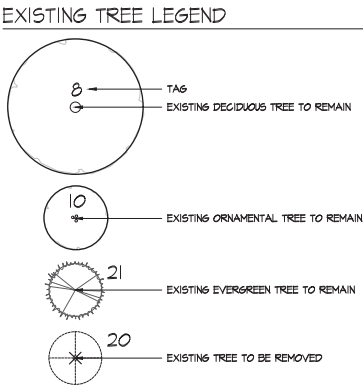 EXISTING TREE LEGEND
8
TAG
EXISTING DECIDUOUS TREE TO REMAIN
10
EXISTING ORNAMENTAL TREE TO REMAIN
21
EXISTING EVERGREEN TREE TO REMAIN
20
EXISTING TREE TO BE REMOVED